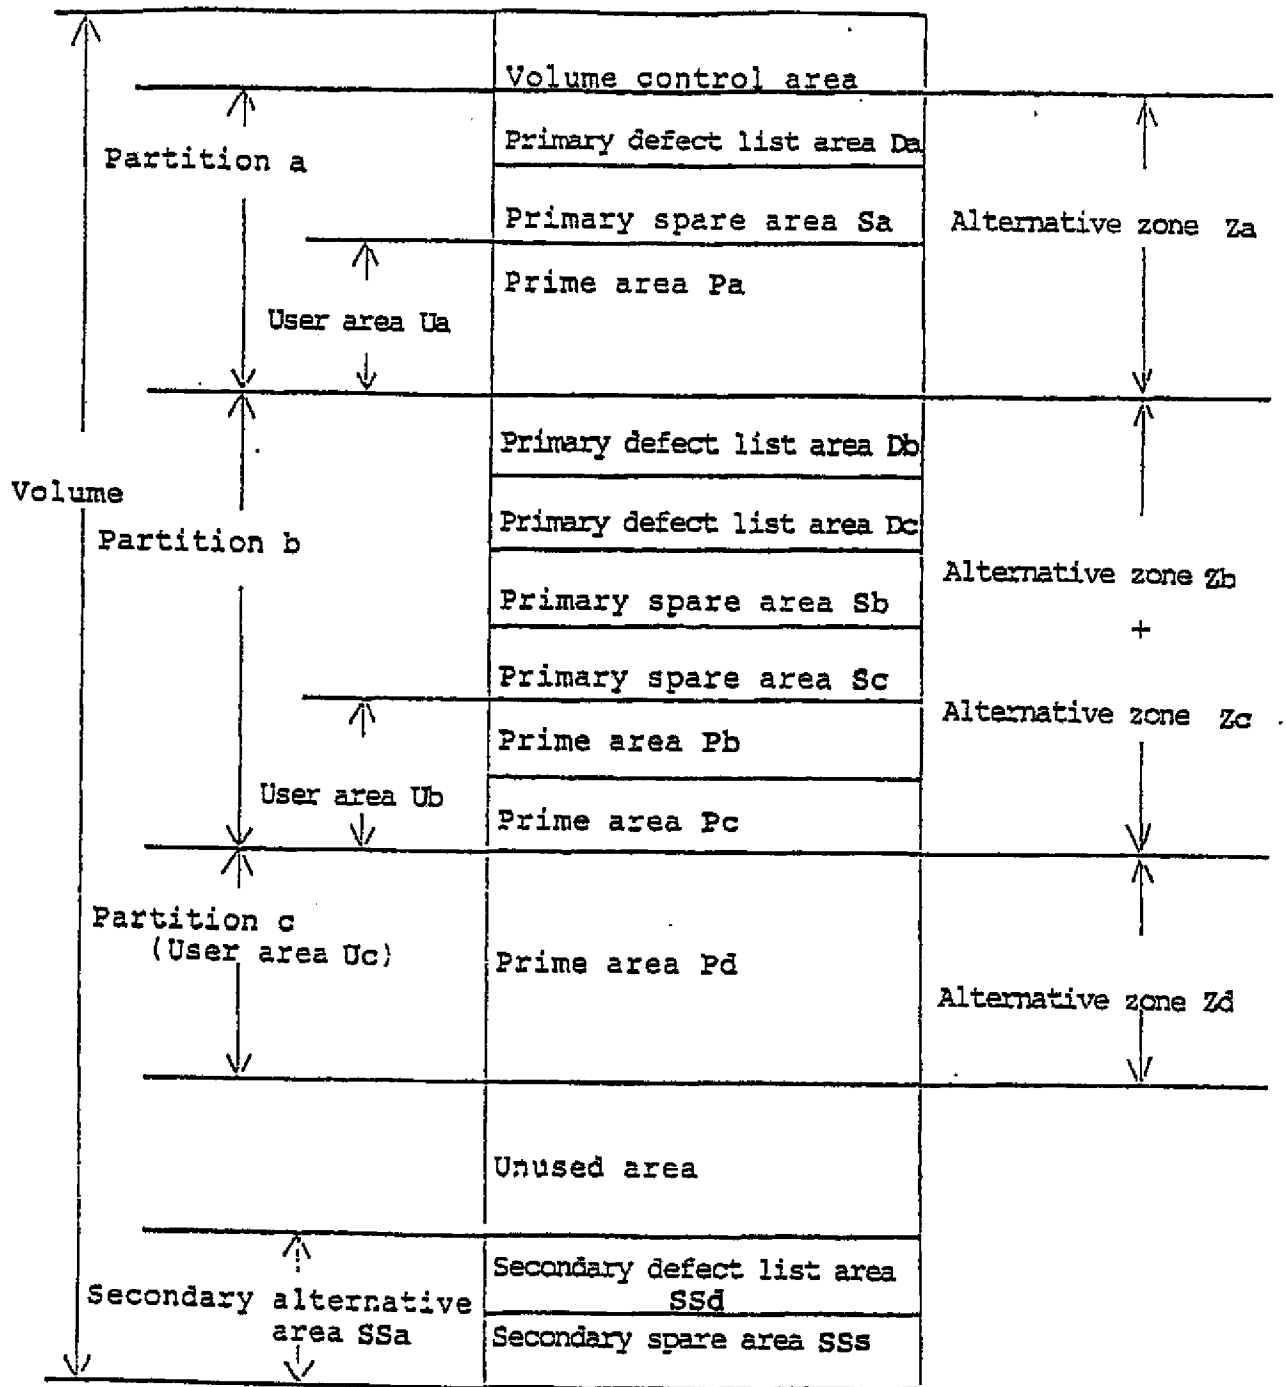 Volume control area
Primary defect list area Da
Partition a
Primary spare area Sa
Alternative zone Za
Prime area Pa
User area Ua
Primary defect list area Db
Volume
Primary defect list area Dc
Partition b
Alternative zone Zb
Primary spare area Sb
+
Primary spare area Sc
Alternative zone Zc
Prime area Pb
User area Ub
Prime area Pc
Partition c
(User area Uc)
Prime area Pd
Alternative zone Zd
Unused area
Secondary defect list area
SSd
Secondary alternative
area SSa
Secondary spare area SSs